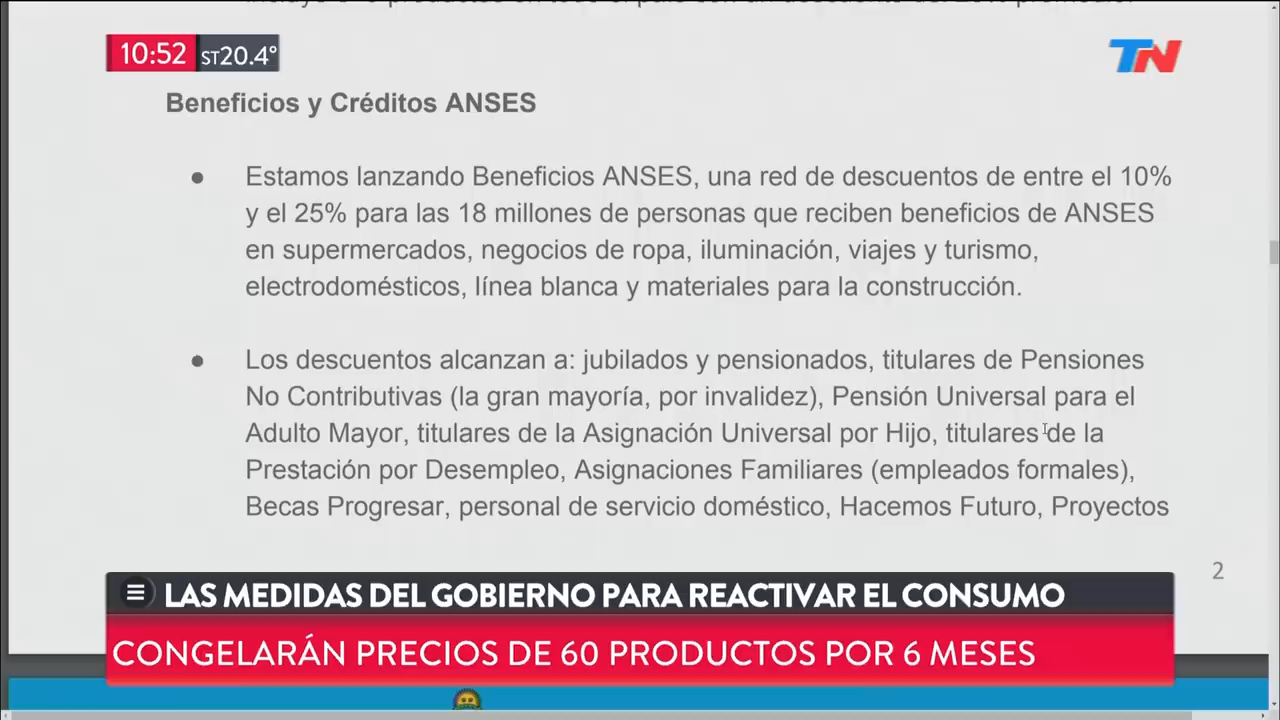 10:52 ST20.4°
TN
Beneficios y Créditos ANSES
● Estamos lanzando Beneficios ANSES, una red de descuentos de entre el 10%
y el 25% para las 18 millones de personas que reciben beneficios de ANSES
en supermercados, negocios de ropa, iluminación, viajes y turismo,
electrodomésticos, línea blanca y materiales para la construcción.
● Los descuentos alcanzan a: jubilados y pensionados, titulares de Pensiones
No Contributivas (la gran mayoría, por invalidez), Pensión Universal para el
Adulto Mayor, titulares de la Asignación Universal por Hijo, titulares de la
Prestación por Desempleo, Asignaciones Familiares (empleados formales),
Becas Progresar, personal de servicio doméstico, Hacemos Futuro, Proyectos
2
LAS MEDIDAS DEL GOBIERNO PARA REACTIVAR EL CONSUMO
CONGELARÁN PRECIOS DE 60 PRODUCTOS POR 6 MESES